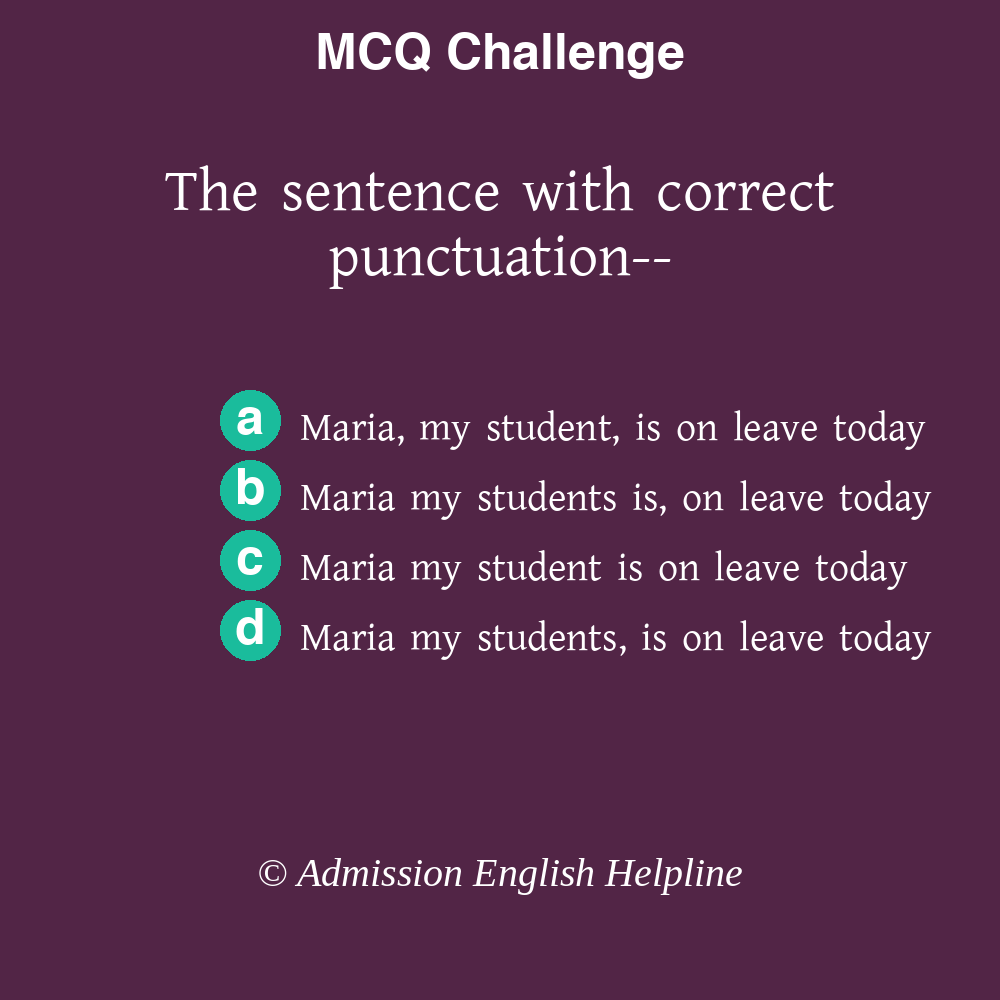 MCQ Challenge
The sentence with correct
punctuation--
a Maria, my student, is on leave today
b Maria my students is, on leave today
c Maria my student is on leave today
d Maria my students, is on leave today
© Admission English Helpline